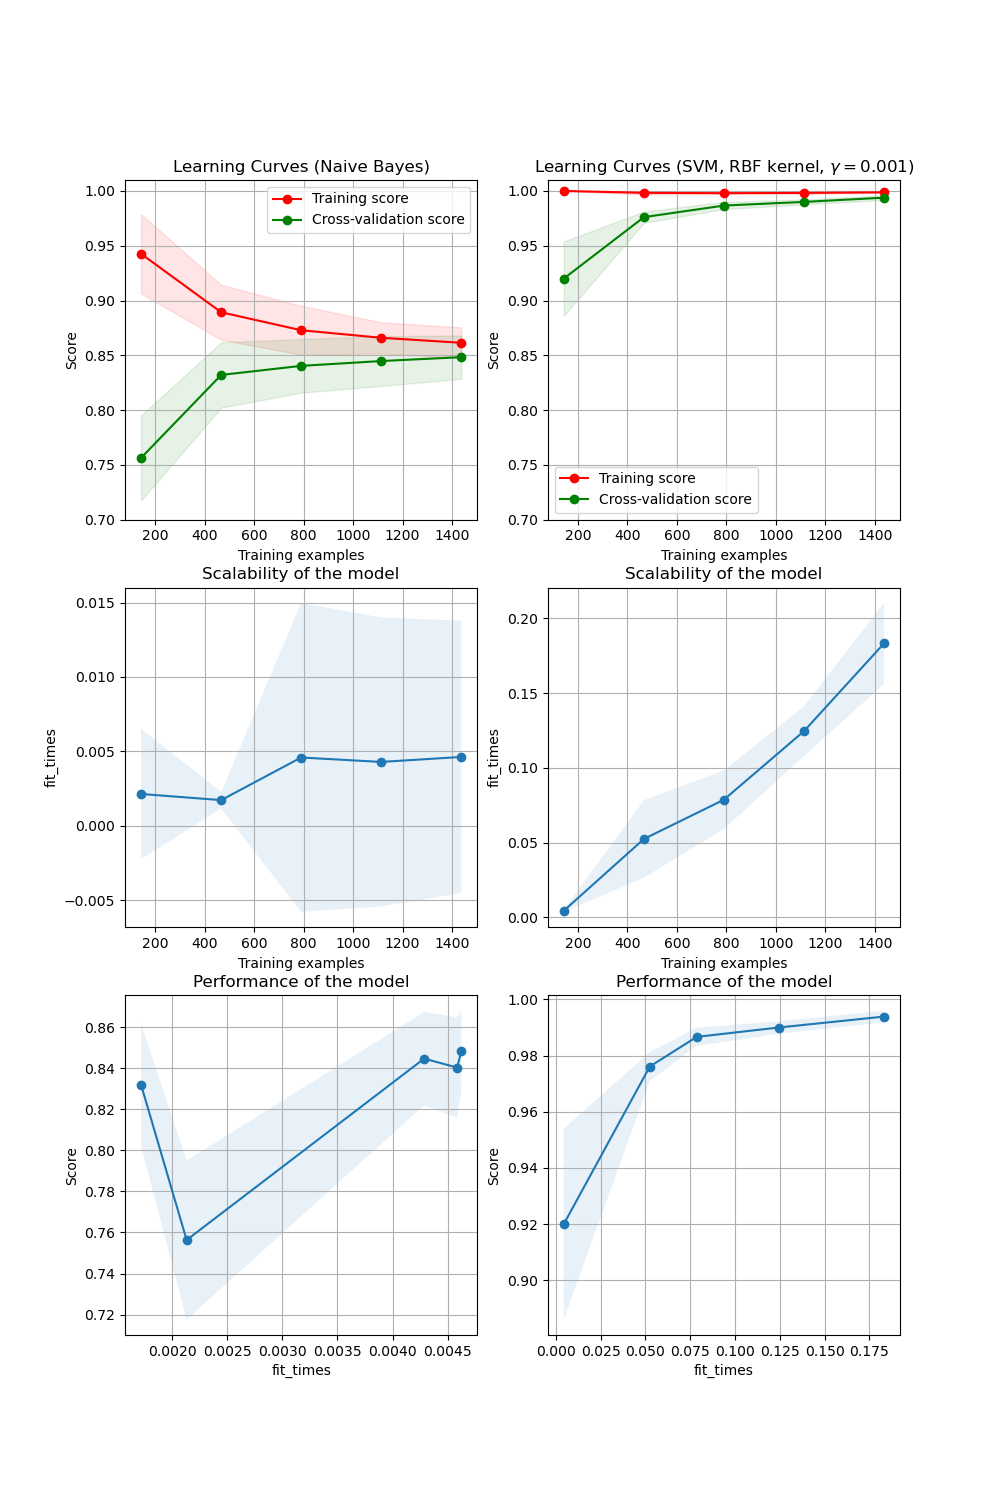 Learning Curves (Naive Bayes)
1.00
0.95
0.90
0.85
0.80
0.75
0.70
Score
Training score
Cross-validation score
200 400 600 800 1000 1200 1400
Training examples
Learning Curves (SVM, RBF kernel, γ = 0.001)
1.00
0.95
0.90
0.85
0.80
0.75
0.70
Score
Training score
Cross-validation score
200 400 600 800 1000 1200 1400
Training examples
Scalability of the model
0.015
0.010
0.005
0.000
−0.005
fit_times
200 400 600 800 1000 1200 1400
Training examples
Scalability of the model
0.20
0.15
0.10
0.05
0.00
fit_times
200 400 600 800 1000 1200 1400
Training examples
Performance of the model
0.86
0.84
0.82
0.80
0.78
0.76
0.74
0.72
Score
0.0020 0.0025 0.0030 0.0035 0.0040 0.0045
fit_times
Performance of the model
1.00
0.98
0.96
0.94
0.92
0.90
Score
0.000 0.025 0.050 0.075 0.100 0.125 0.150 0.175
fit_times